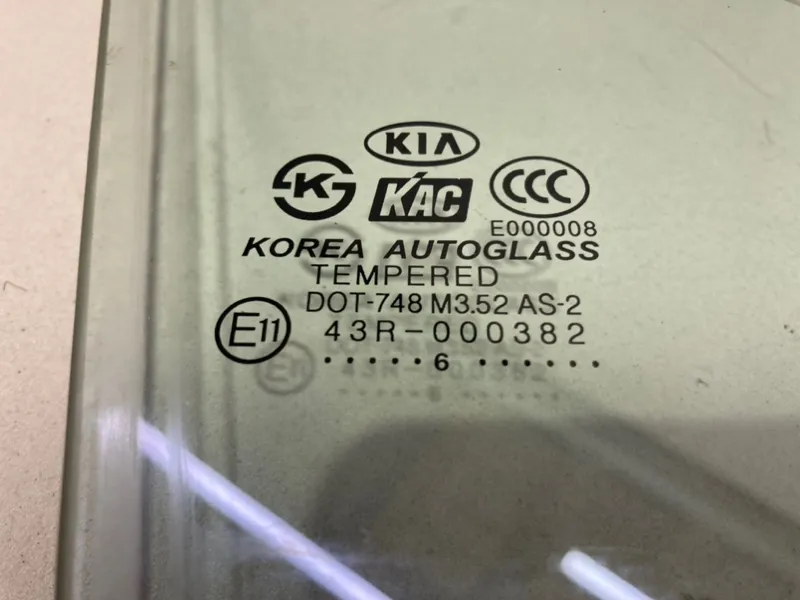 KIA
K
KAC
CCC
E000008
KOREA AUTOGLASS
TEMPERED
DOT-748 M3.52 AS-2
E11
43R-000382
·····6······